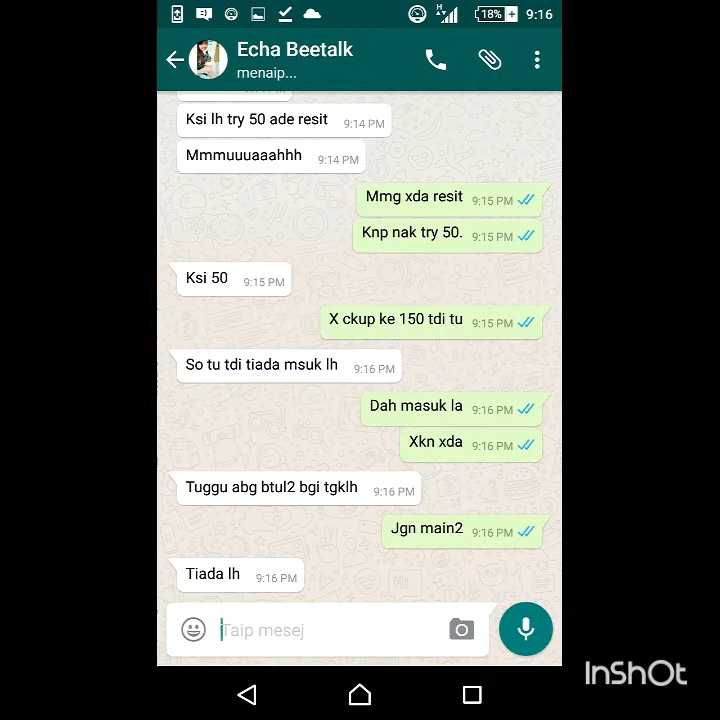 18% 9:16
Echa Beetalk
menaip...
Ksi lh try 50 ade resit 9:14 PM
Mmmuuuaaahhh 9:14 PM
Mmg xda resit 9:15 PM
Knp nak try 50. 9:15 PM
Ksi 50 9:15 PM
X ckup ke 150 tdi tu 9:15 PM
So tu tdi tiada msuk lh 9:16 PM
Dah masuk la 9:16 PM
Xkn xda 9:16 PM
Tuggu abg btul2 bgi tgklh 9:16 PM
Jgn main2 9:16 PM
Tiada lh 9:16 PM
Taip mesej
InShOt